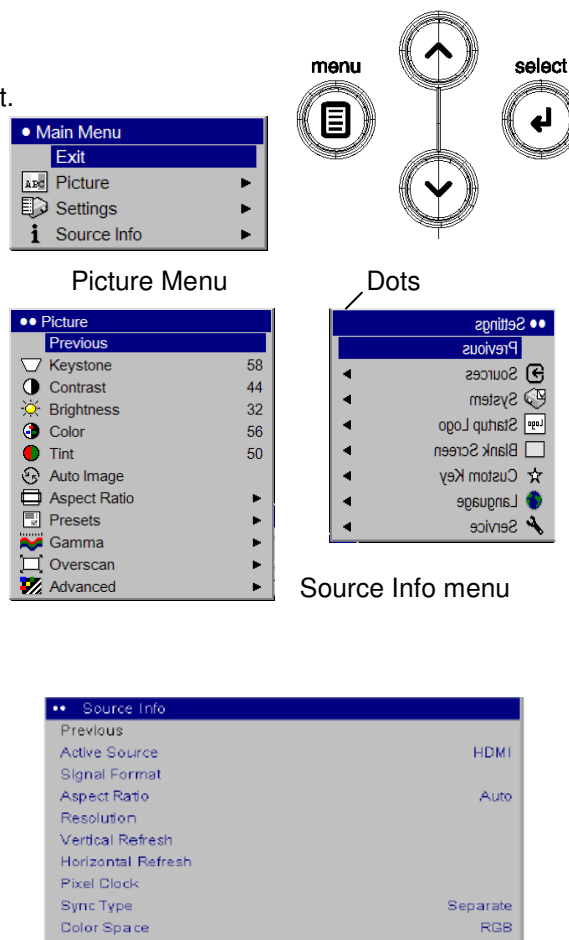 menu
select
t.
● Main Menu
Exit
ABC Picture
Settings
i Source Info
Picture Menu
Dots
●● Picture
Previous
Keystone 58
Contrast 44
Brightness 32
Color 56
Tint 50
Auto Image
Aspect Ratio
Presets
Gamma
Overscan
Advanced
●● Settings
Previous
Sources
System
Logo Startup Logo
Blank Screen
Custom Key
Language
Service
Source Info menu
●● Source Info
Previous
Active Source HDMI
Signal Format
Aspect Ratio Auto
Resolution
Vertical Refresh
Horizontal Refresh
Pixel Clock
Sync Type Separate
Color Space RGB